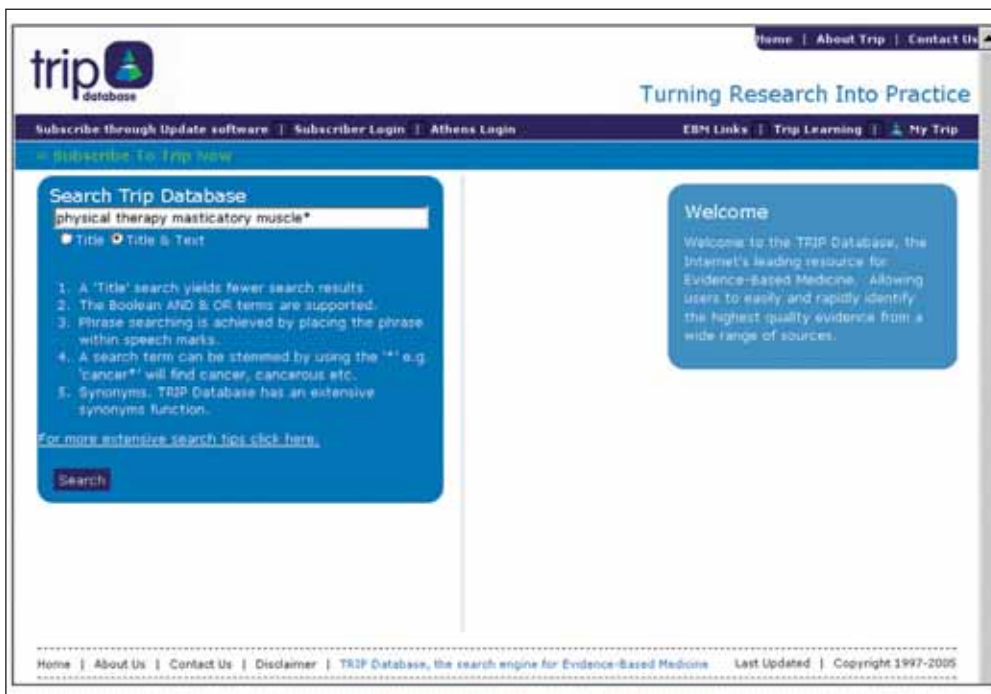 Home | About Trip | Contact Us
trip
database
Turning Research Into Practice
Subscribe through Update software | Subscriber Login | Athens Login
EBM Links | Trip Learning | My Trip
Subscribe To Trip Now
Search Trip Database
physical therapy masticatory muscle*
Title Title & Text
1. A 'Title' search yields fewer search results
2. The Boolean AND & OR terms are supported.
3. Phrase searching is achieved by placing the phrase
within speech marks.
4. A search term can be stemmed by using the '*' e.g.
'cancer*' will find cancer, cancerous etc.
5. Synonyms. TRIP Database has an extensive
synonyms function.
For more extensive search tips click here.
Search
Welcome
Welcome to the TRIP Database, the
Internet's leading resource for
Evidence-Based Medicine. Allowing
users to easily and rapidly identify
the highest quality evidence from a
wide range of sources.
Home | About Us | Contact Us | Disclaimer | TRIP Database, the search engine for Evidence-Based Medicine Last Updated | Copyright 1997-2005